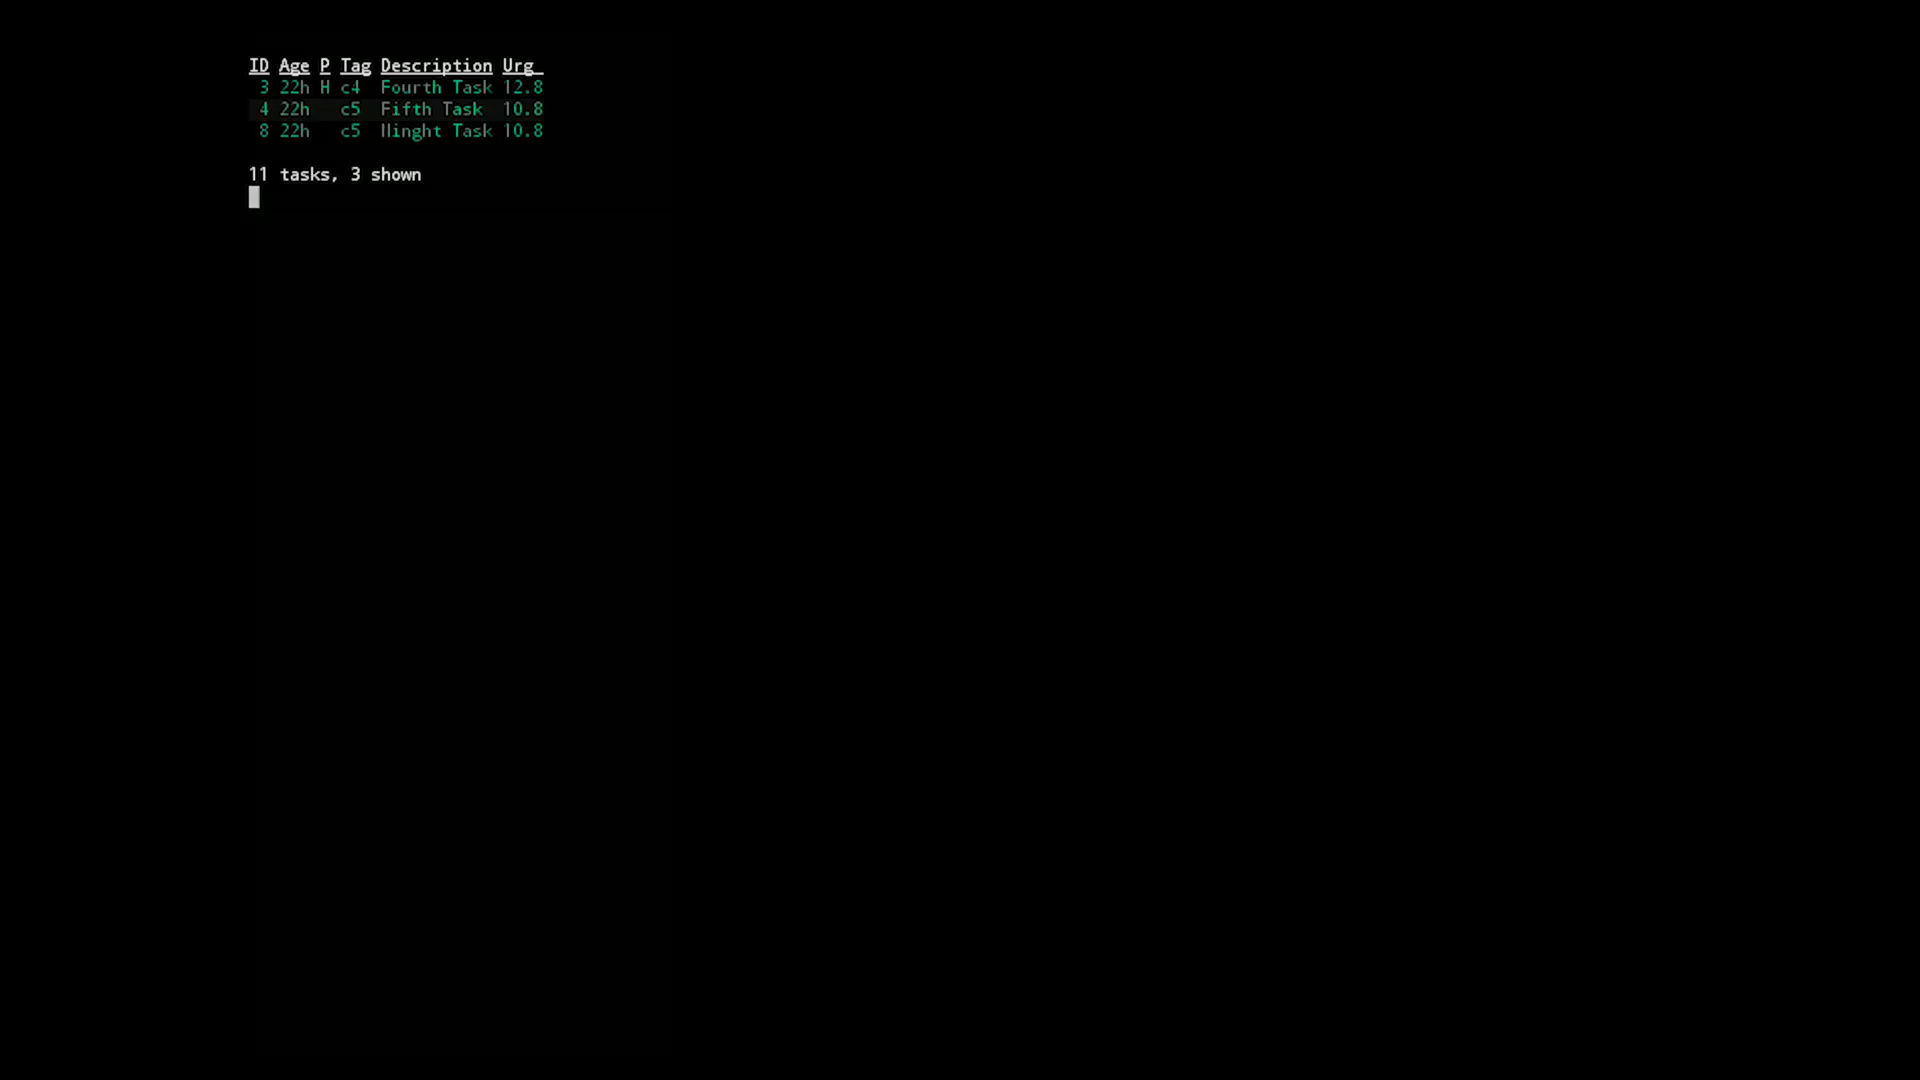 ID Age P Tag Description Urg
3 22h H c4 Fourth Task 12.8
4 22h c5 Fifth Task 10.8
8 22h c5 llinght Task 10.8
11 tasks, 3 shown